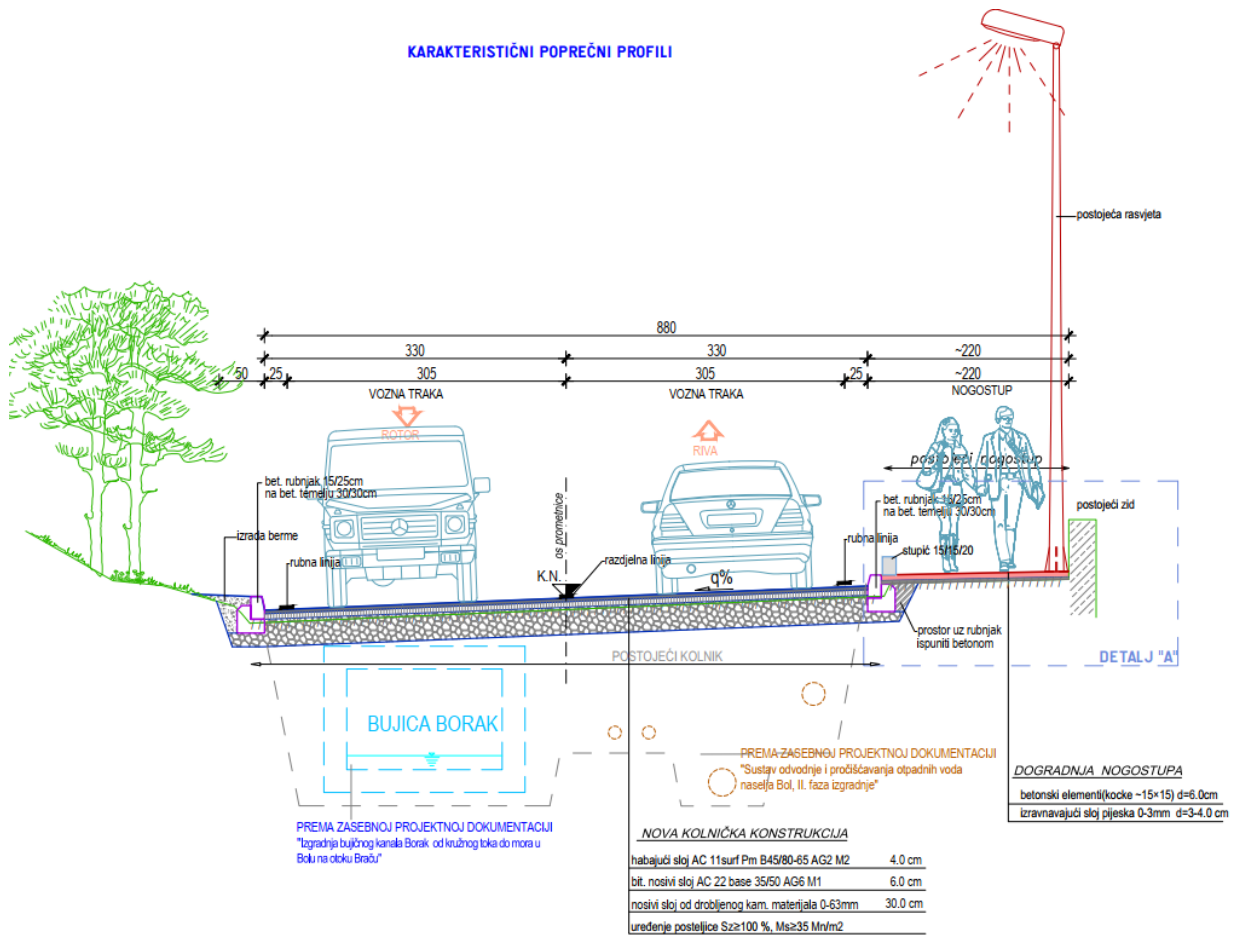 KARAKTERISTIČNI POPREČNI PROFILI
postojeća rasvjeta
880
330 330 ~220
50 25 305 305 25 ~220
VOZNA TRAKA VOZNA TRAKA NOGOSTUP
ROTOR
RIVA
postojeći nogostup
bet. rubnjak 15/25cm
na bet. temelju 30/30cm
os prometnice
bet. rubnjak 18/25cm
na bet. temelju 30/30cm
postojeći zid
izrada berme
rubna linija
K.N.
razdjelna linija
q%
rubna linija
stupić 15/15/20
prostor uz rubnjak
ispuniti betonom
POSTOJEĆI KOLNIK
DETALJ "A"
BUJICA BORAK
PREMA ZASEBNOJ PROJEKTNOJ DOKUMENTACIJI
"Sustav odvodnje i pročišćavanja otpadnih voda
naselja Bol, II. faza izgradnje"
DOGRADNJA NOGOSTUPA
betonski elementi(kocke ~15×15) d=6.0cm
izravnavajući sloj pijeska 0-3mm d=3-4.0 cm
PREMA ZASEBNOJ PROJEKTNOJ DOKUMENTACIJI
"Izgradnja bujičnog kanala Borak od kružnog toka do mora u
Bolu na otoku Braču"
NOVA KOLNIČKA KONSTRUKCIJA
habajući sloj AC 11surf Pm B45/80-65 AG2 M2 4.0 cm
bit. nosivi sloj AC 22 base 35/50 AG6 M1 6.0 cm
nosivi sloj od drobljenog kam. materijala 0-63mm 30.0 cm
uređenje posteljice Sz≥100 %, Ms≥35 Mn/m2